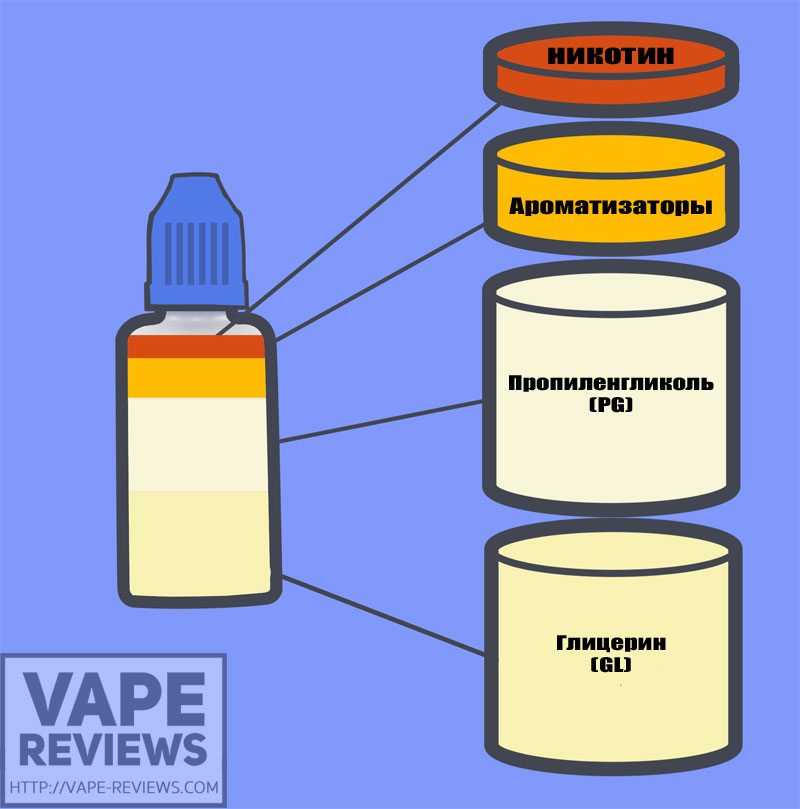 никотин
Ароматизаторы
Пропиленгликоль
(PG)
Глицерин
(GL)
VAPE
REVIEWS
HTTP://VAPE-REVIEWS.COM